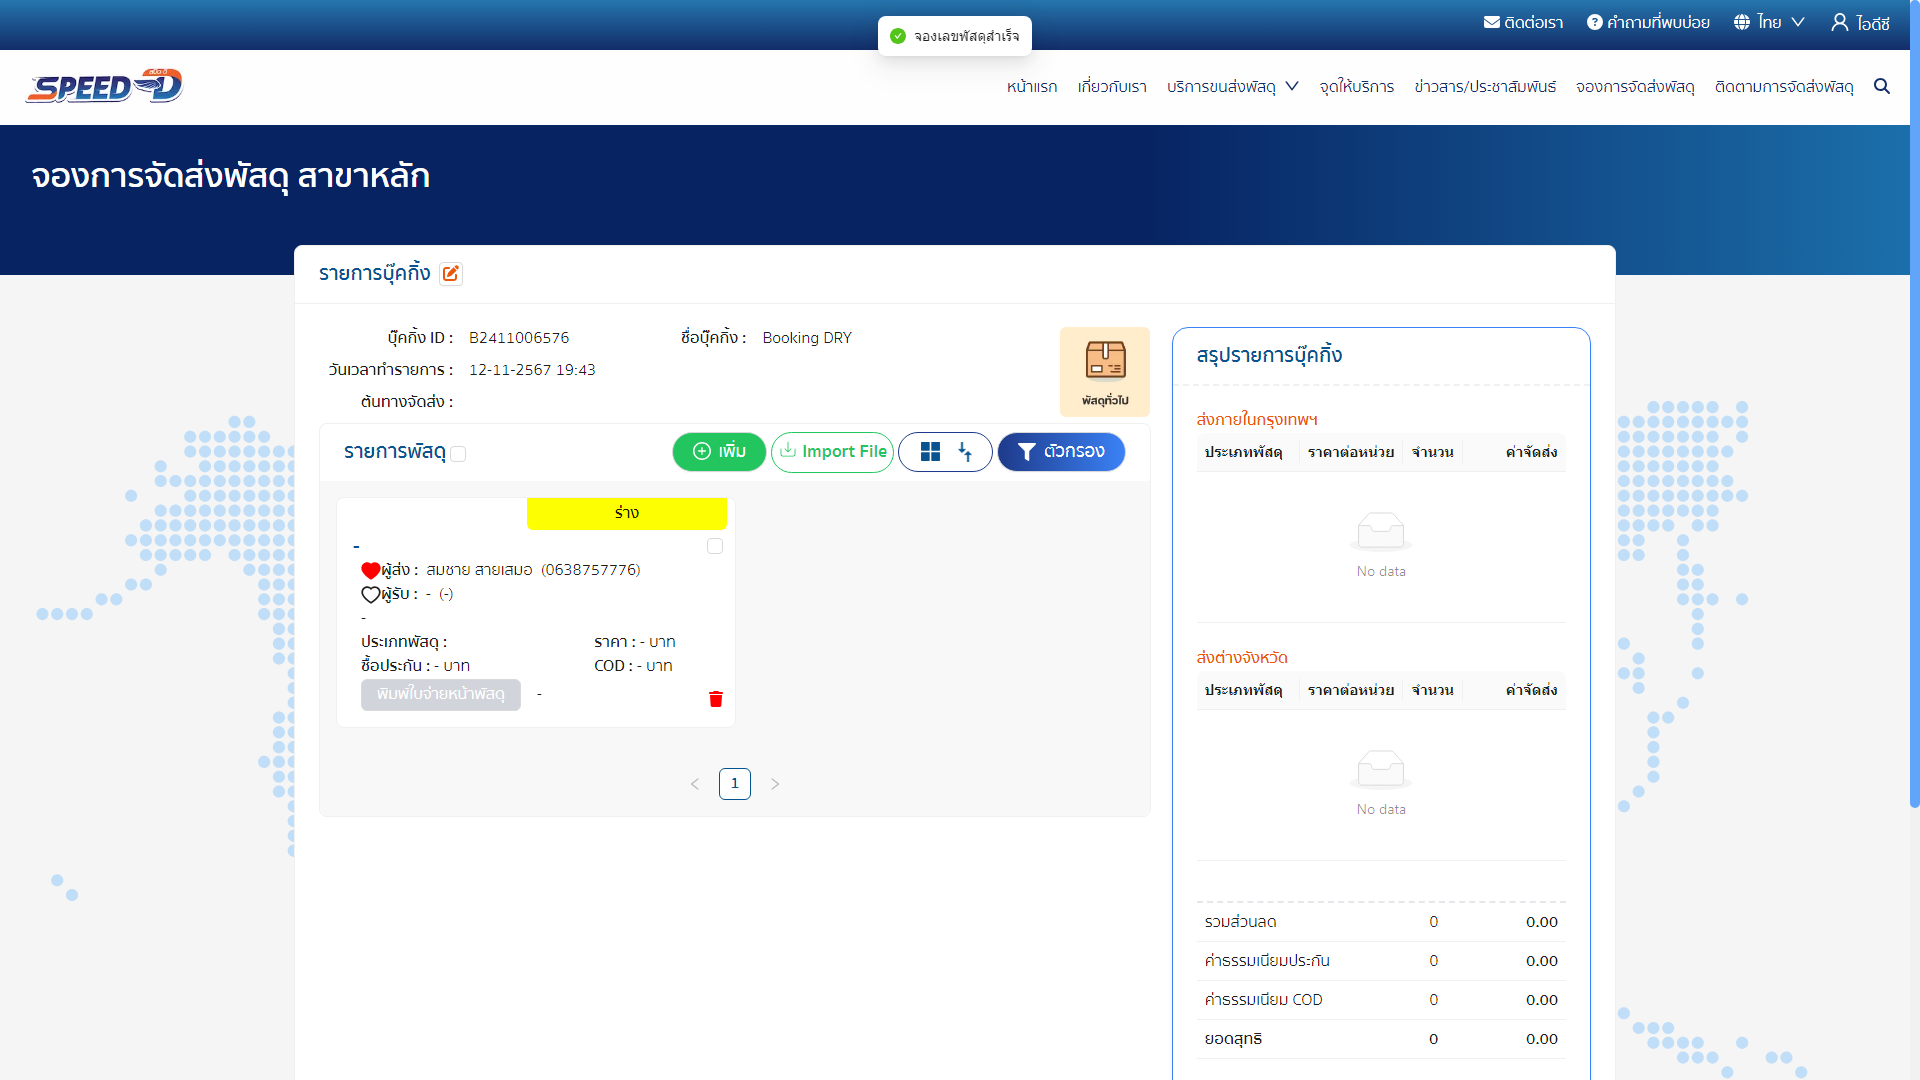 ติดต่อเรา คำถามที่พบบ่อย ไทย ไอดีซี
จองเลขพัสดุสำเร็จ
SPEED-D
หน้าแรก เกี่ยวกับเรา บริการขนส่งพัสดุ จุดให้บริการ ข่าวสาร/ประชาสัมพันธ์ จองการจัดส่งพัสดุ ติดตามการจัดส่งพัสดุ
จองการจัดส่งพัสดุ สาขาหลัก
รายการบุ๊คกิ้ง
บุ๊คกิ้ง ID : B2411006576 ชื่อบุ๊คกิ้ง : Booking DRY
วันเวลาทำรายการ : 12-11-2567 19:43
ต้นทางจัดส่ง :
พัสดุทั่วไป
รายการพัสดุ
เพิ่ม Import File ตัวกรอง
ร่าง
-
ผู้ส่ง : สมชาย สายเสมอ (0638757776)
ผู้รับ : - (-)
-
ประเภทพัสดุ : ราคา : - บาท
ซื้อประกัน : - บาท COD : - บาท
พิมพ์ใบจ่ายหน้าพัสดุ -
< 1 >
สรุปรายการบุ๊คกิ้ง
ส่งภายในกรุงเทพฯ
ประเภทพัสดุ ราคาต่อหน่วย จำนวน ค่าจัดส่ง
No data
ส่งต่างจังหวัด
ประเภทพัสดุ ราคาต่อหน่วย จำนวน ค่าจัดส่ง
No data
รวมส่วนลด 0 0.00
ค่าธรรมเนียมประกัน 0 0.00
ค่าธรรมเนียม COD 0 0.00
ยอดสุทธิ 0 0.00